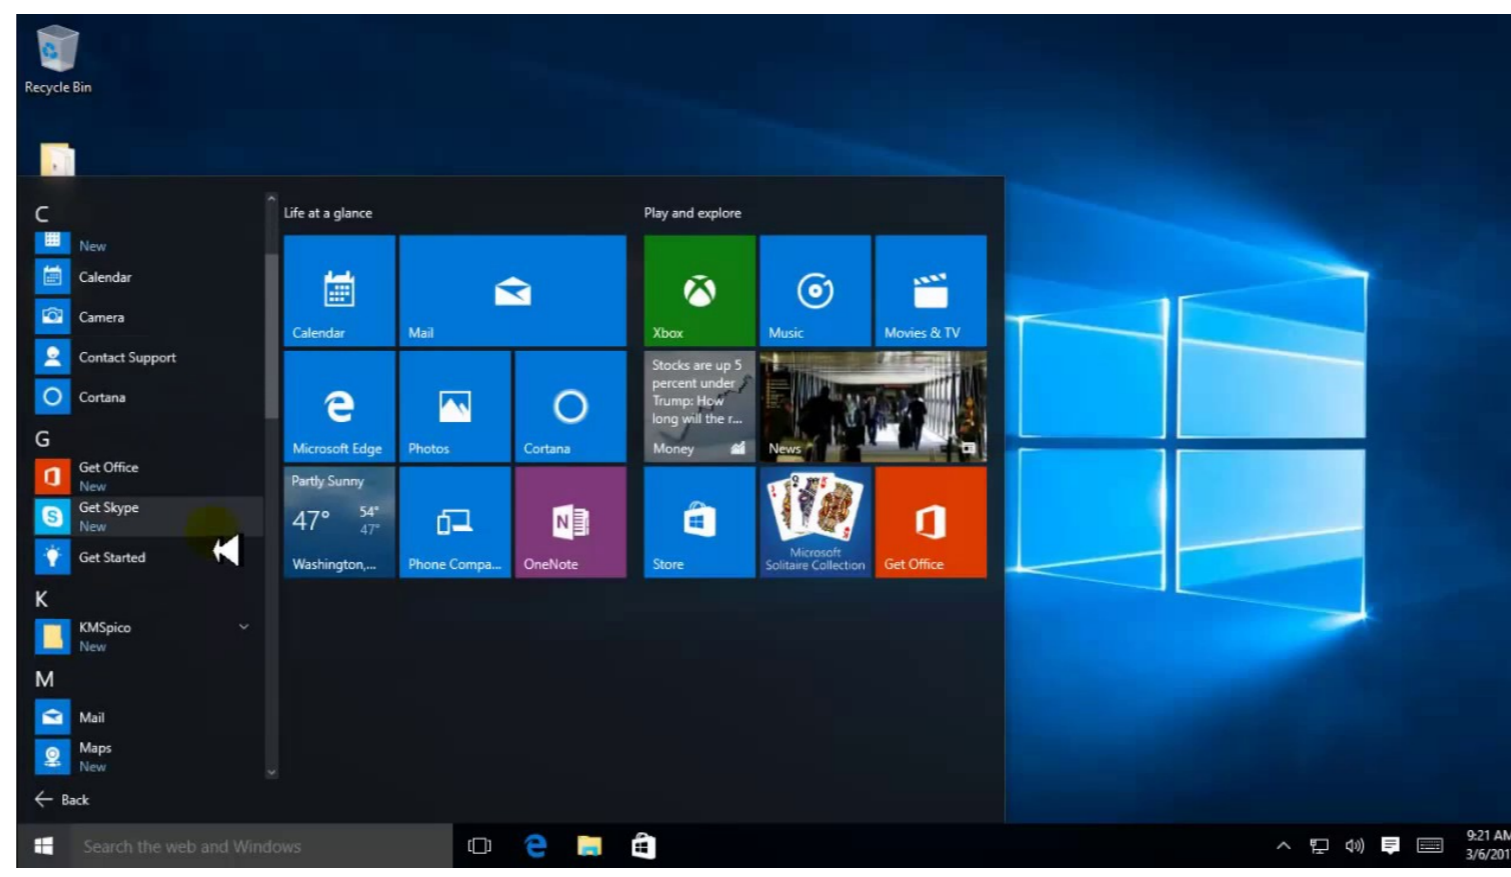 Recycle Bin
C
New
Calendar
Camera
Contact Support
Cortana
G
Get Office
New
Get Skype
New
Get Started
K
KMSpico
New
M
Mail
Maps
New
Back
Life at a glance
Calendar
Mail
Microsoft Edge
Photos
Cortana
Partly Sunny
47° 54°
47°
Washington,...
Phone Compa...
OneNote
Play and explore
Xbox
Music
Movies & TV
Stocks are up 5
percent under
Trump: How
long will the r...
Money
News
Store
Microsoft
Solitaire Collection
Get Office
Search the web and Windows
9:21 AM
3/6/201